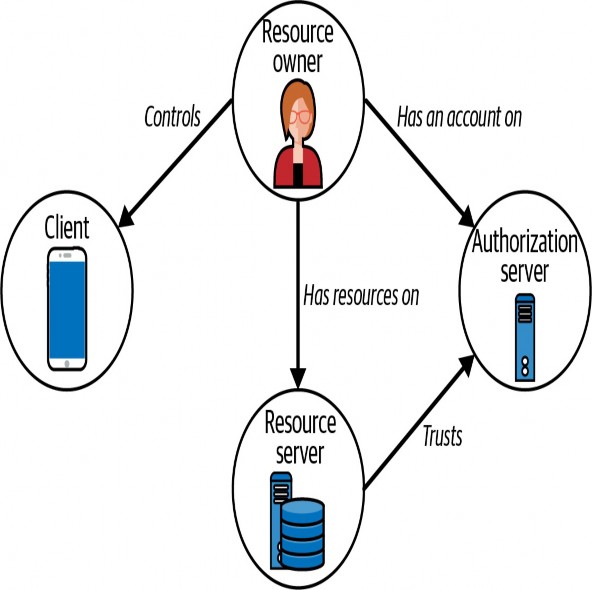 Resource
owner
Controls
Has an account on
Client
Authorization
server
Has resources on
Resource
server
Trusts